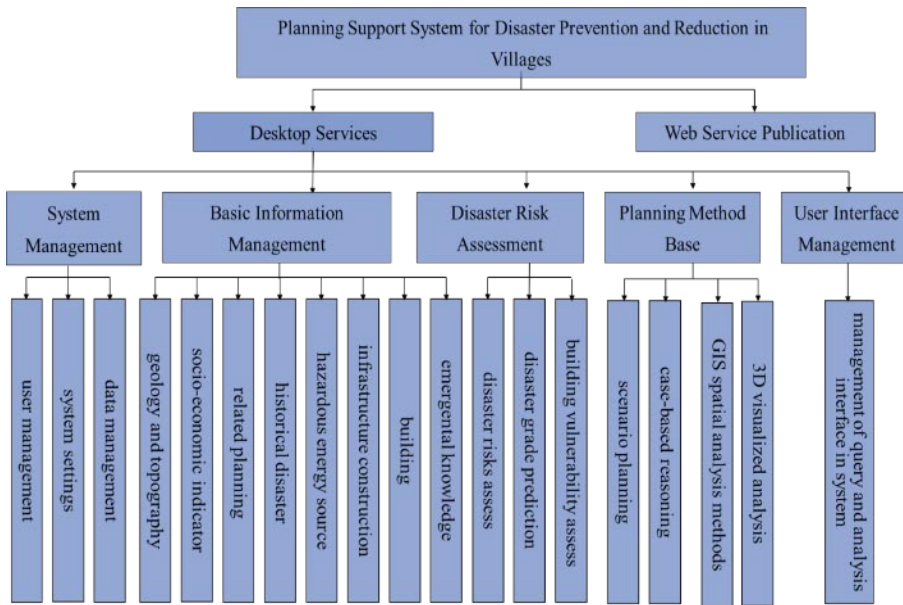 Planning Support System for Disaster Prevention and Reduction in
Villages
Desktop Services
Web Service Publication
System
Management
Basic Information
Management
Disaster Risk
Assessment
Planning Method
Base
User Interface
Management
user management
system settings
data management
geology and topography
socio-economic indicator
related planning
historical disaster
hazardous energy source
infrastructure construction
building
emergental knowledge
disaster risks assess
disaster grade prediction
building vulnerability assess
scenario planning
case-based reasoning
GIS spatial analysis methods
3D visualized analysis
management of query and analysis
interface in system